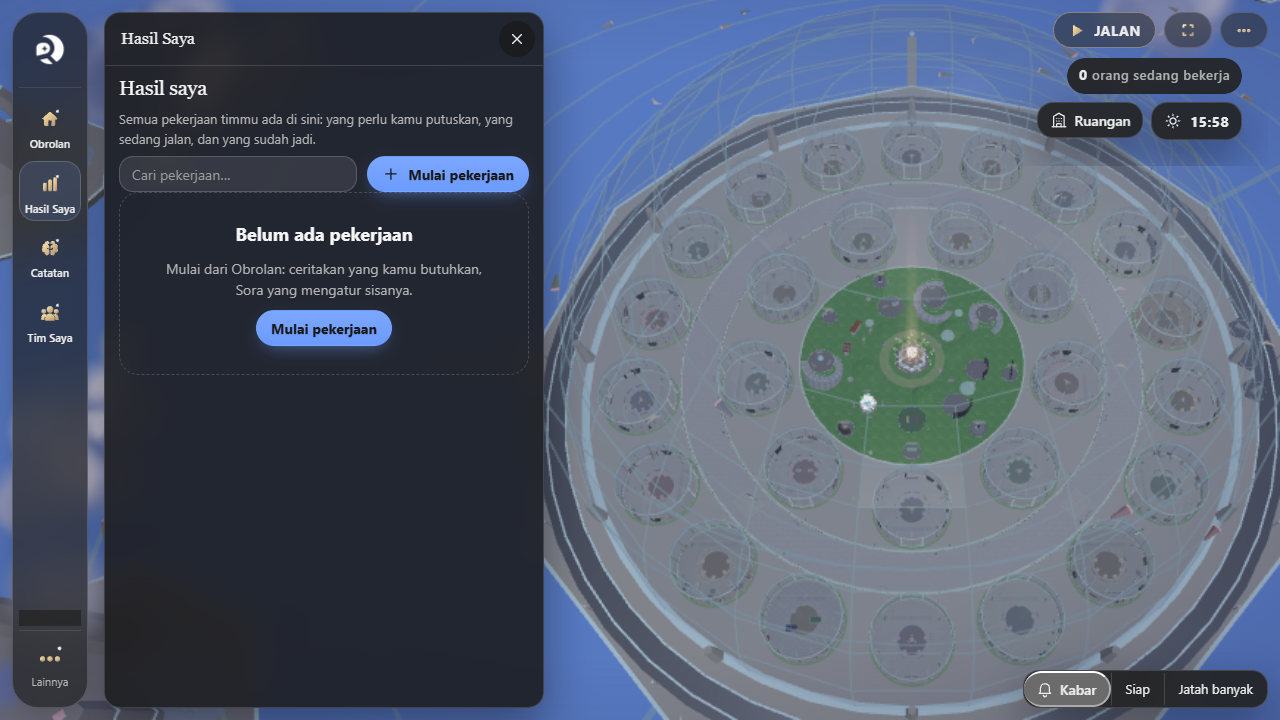 Obrolan
Hasil Saya
Catatan
Tim Saya
Lainnya
Hasil Saya
Hasil saya
Semua pekerjaan timmu ada di sini: yang perlu kamu putuskan, yang
sedang jalan, dan yang sudah jadi.
Cari pekerjaan...
Mulai pekerjaan
Belum ada pekerjaan
Mulai dari Obrolan: ceritakan yang kamu butuhkan,
Sora yang mengatur sisanya.
Mulai pekerjaan
JALAN
0 orang sedang bekerja
Ruangan
15:58
Kabar
Siap
Jatah banyak